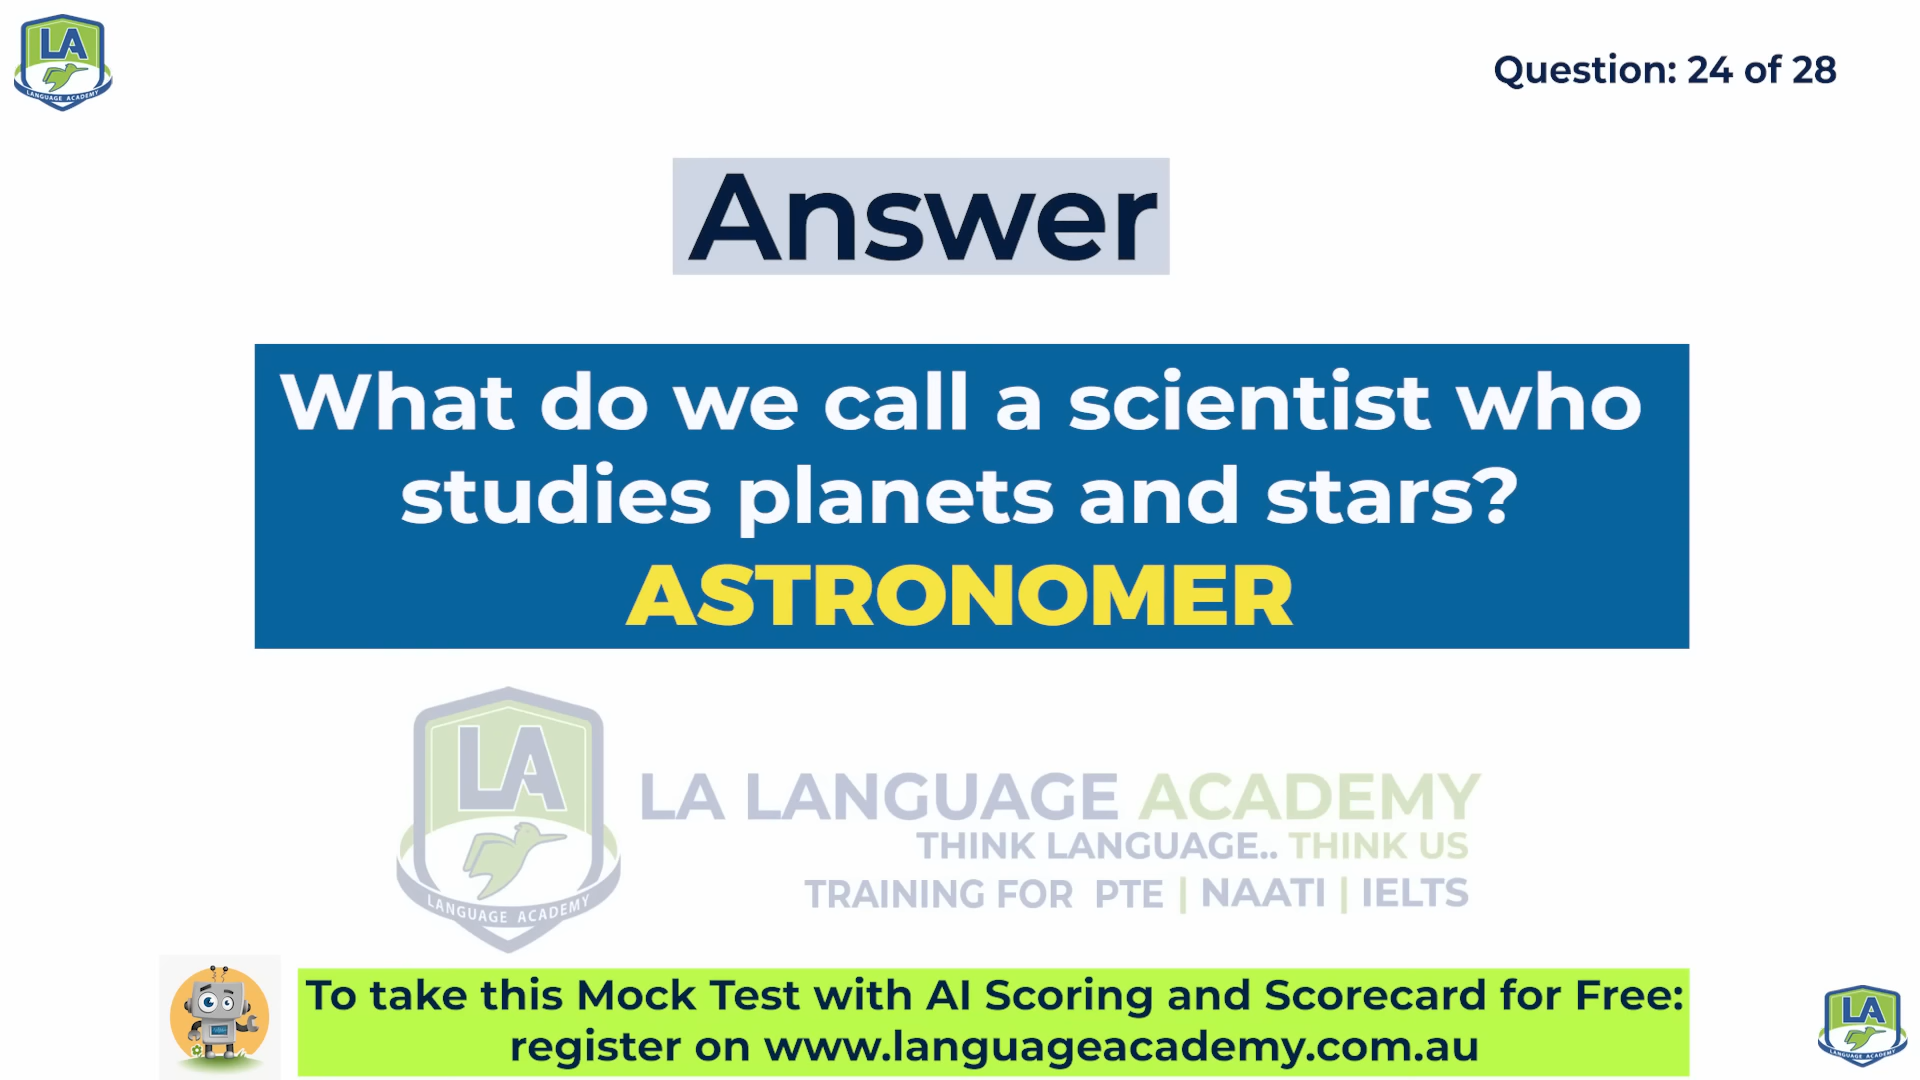 LA
LANGUAGE ACADEMY
Question: 24 of 28
Answer
What do we call a scientist who
studies planets and stars?
ASTRONOMER
LA
LANGUAGE ACADEMY
LA LANGUAGE ACADEMY
THINK LANGUAGE.. THINK US
TRAINING FOR PTE | NAATI | IELTS
To take this Mock Test with AI Scoring and Scorecard for Free:
register on www.languageacademy.com.au
LA
LANGUAGE ACADEMY